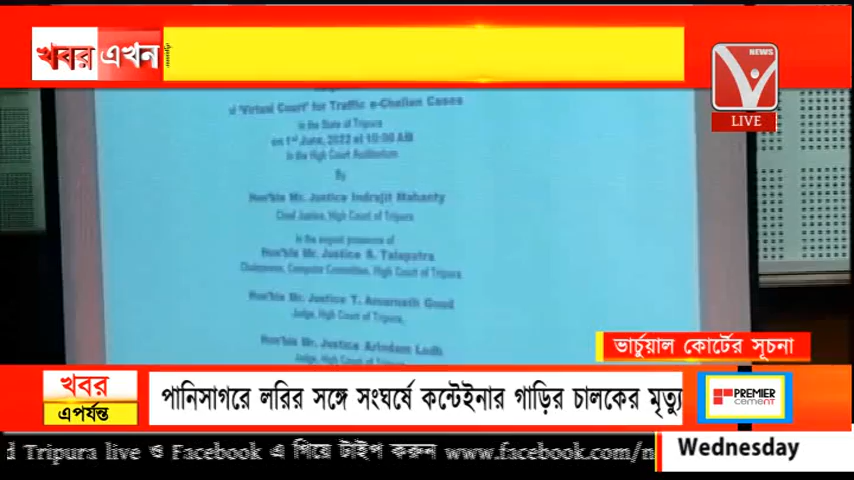 খবর এখন
NEWS
LIVE
'Virtual Court' for Traffic e-Challan Cases
in the State of Tripura
on 1st June, 2022 at 10:00 AM
in the High Court Auditorium
By
Hon'ble Mr. Justice Indrajit Mahanty
Chief Justice, High Court of Tripura
in the august presence of
Hon'ble Mr. Justice S. Talapatra
Chairperson, Computer Committee, High Court of Tripura
Hon'ble Mr. Justice T. Amarnath Goud
Judge, High Court of Tripura,
Hon'ble Mr. Justice Arindam Lodh
Judge, High Court of Tripura
ভার্চুয়াল কোর্টের সূচনা
খবর
এপর্যন্ত
পানিসাগরে লরির সঙ্গে সংঘর্ষে কন্টেইনার গাড়ির চালকের মৃত্যু
PREMIER
cement
d Tripura live ও Facebook এ গিয়ে টাইপ করুন www.facebook.com/n
Wednesday